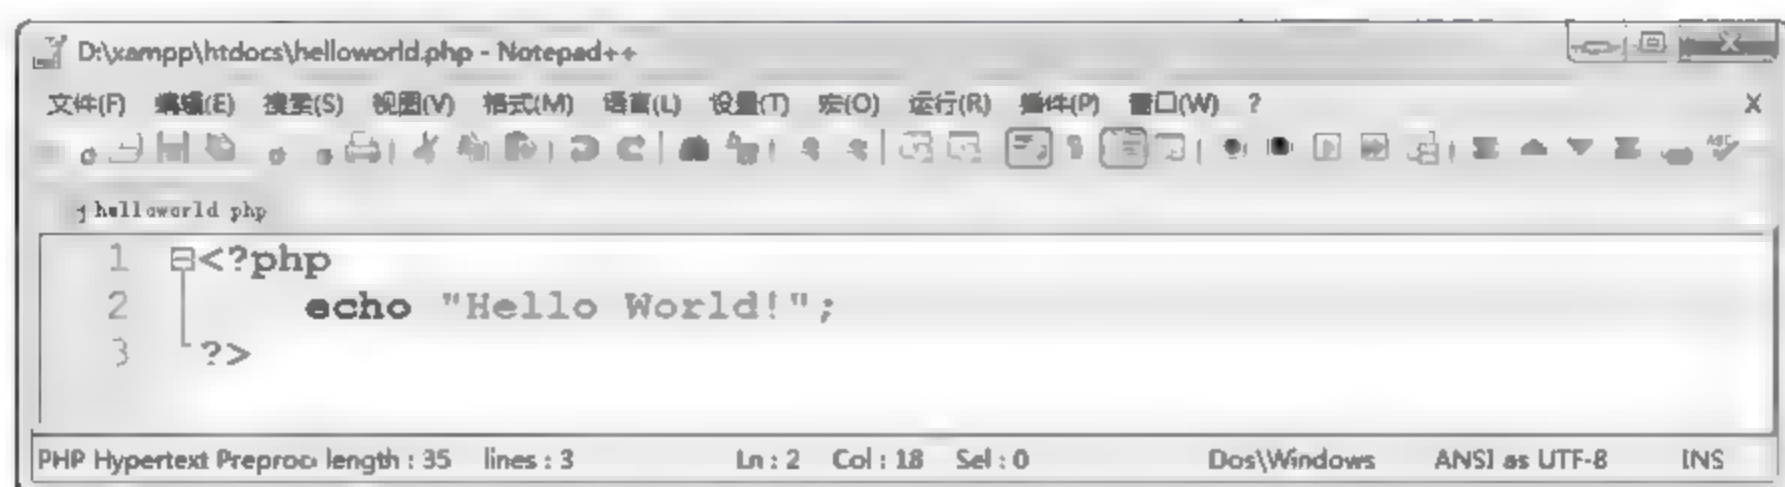 D:\xampp\htdocs\helloworld.php - Notepad++
文件(F) 编辑(E) 搜索(S) 视图(V) 格式(M) 语言(L) 设置(T) 宏(O) 运行(R) 插件(P) 窗口(W) ?
X
ABC
helloworld php
1 <?php
2 echo "Hello World!";
3 ?>
PHP Hypertext Preproc length : 35 lines : 3 Ln : 2 Col : 18 Sel : 0 Dos\Windows ANSI as UTF-8 INS